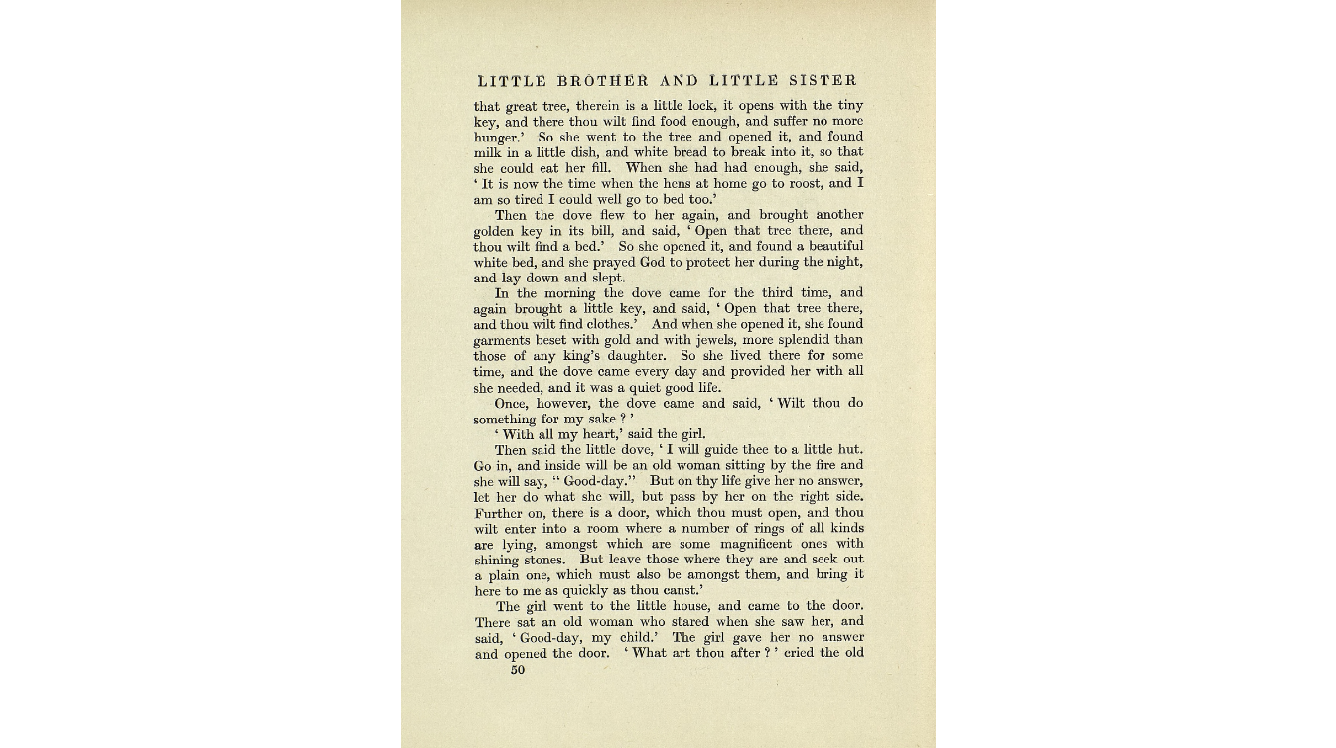 LITTLE BROTHER AND LITTLE SISTER
that great tree, therein is a little lock, it opens with the tiny
key, and there thou wilt find food enough, and suffer no more
hunger.' So she went to the tree and opened it, and found
milk in a little dish, and white bread to break into it, so that
she could eat her fill. When she had had enough, she said,
' It is now the time when the hens at home go to roost, and I
am so tired I could well go to bed too.'
Then the dove flew to her again, and brought another
golden key in its bill, and said, ' Open that tree there, and
thou wilt find a bed.' So she opened it, and found a beautiful
white bed, and she prayed God to protect her during the night,
and lay down and slept.
In the morning the dove came for the third time, and
again brought a little key, and said, ' Open that tree there,
and thou wilt find clothes.' And when she opened it, she found
garments beset with gold and with jewels, more splendid than
those of any king's daughter. So she lived there for some
time, and the dove came every day and provided her with all
she needed, and it was a quiet good life.
Once, however, the dove came and said, ' Wilt thou do
something for my sake ? '
' With all my heart,' said the girl.
Then said the little dove, ' I will guide thee to a little hut.
Go in, and inside will be an old woman sitting by the fire and
she will say, " Good-day." But on thy life give her no answer,
let her do what she will, but pass by her on the right side.
Further on, there is a door, which thou must open, and thou
wilt enter into a room where a number of rings of all kinds
are lying, amongst which are some magnificent ones with
shining stones. But leave those where they are and seek out
a plain one, which must also be amongst them, and bring it
here to me as quickly as thou canst.'
The girl went to the little house, and came to the door.
There sat an old woman who stared when she saw her, and
said, ' Good-day, my child.' The girl gave her no answer
and opened the door. ' What art thou after ? ' cried the old
50